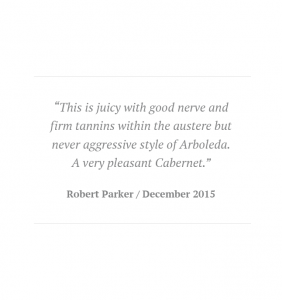 “This is juicy with good nerve and
firm tannins within the austere but
never aggressive style of Arboleda.
A very pleasant Cabernet.”
Robert Parker / December 2015